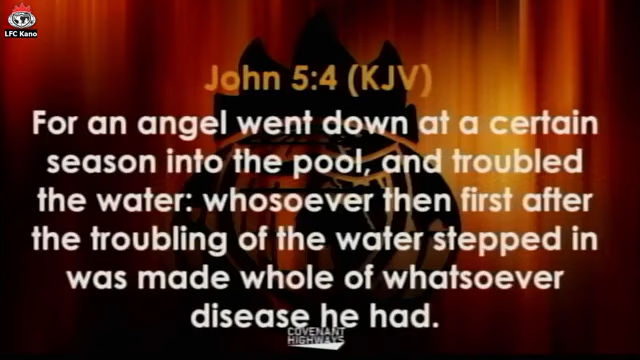 LFC Kano
John 5:4 (KJV)
For an angel went down at a certain
season into the pool, and troubled
the water: whosoever then first after
the troubling of the water stepped in
was made whole of whatsoever
disease he had.
COVENANT
HIGHWAYS